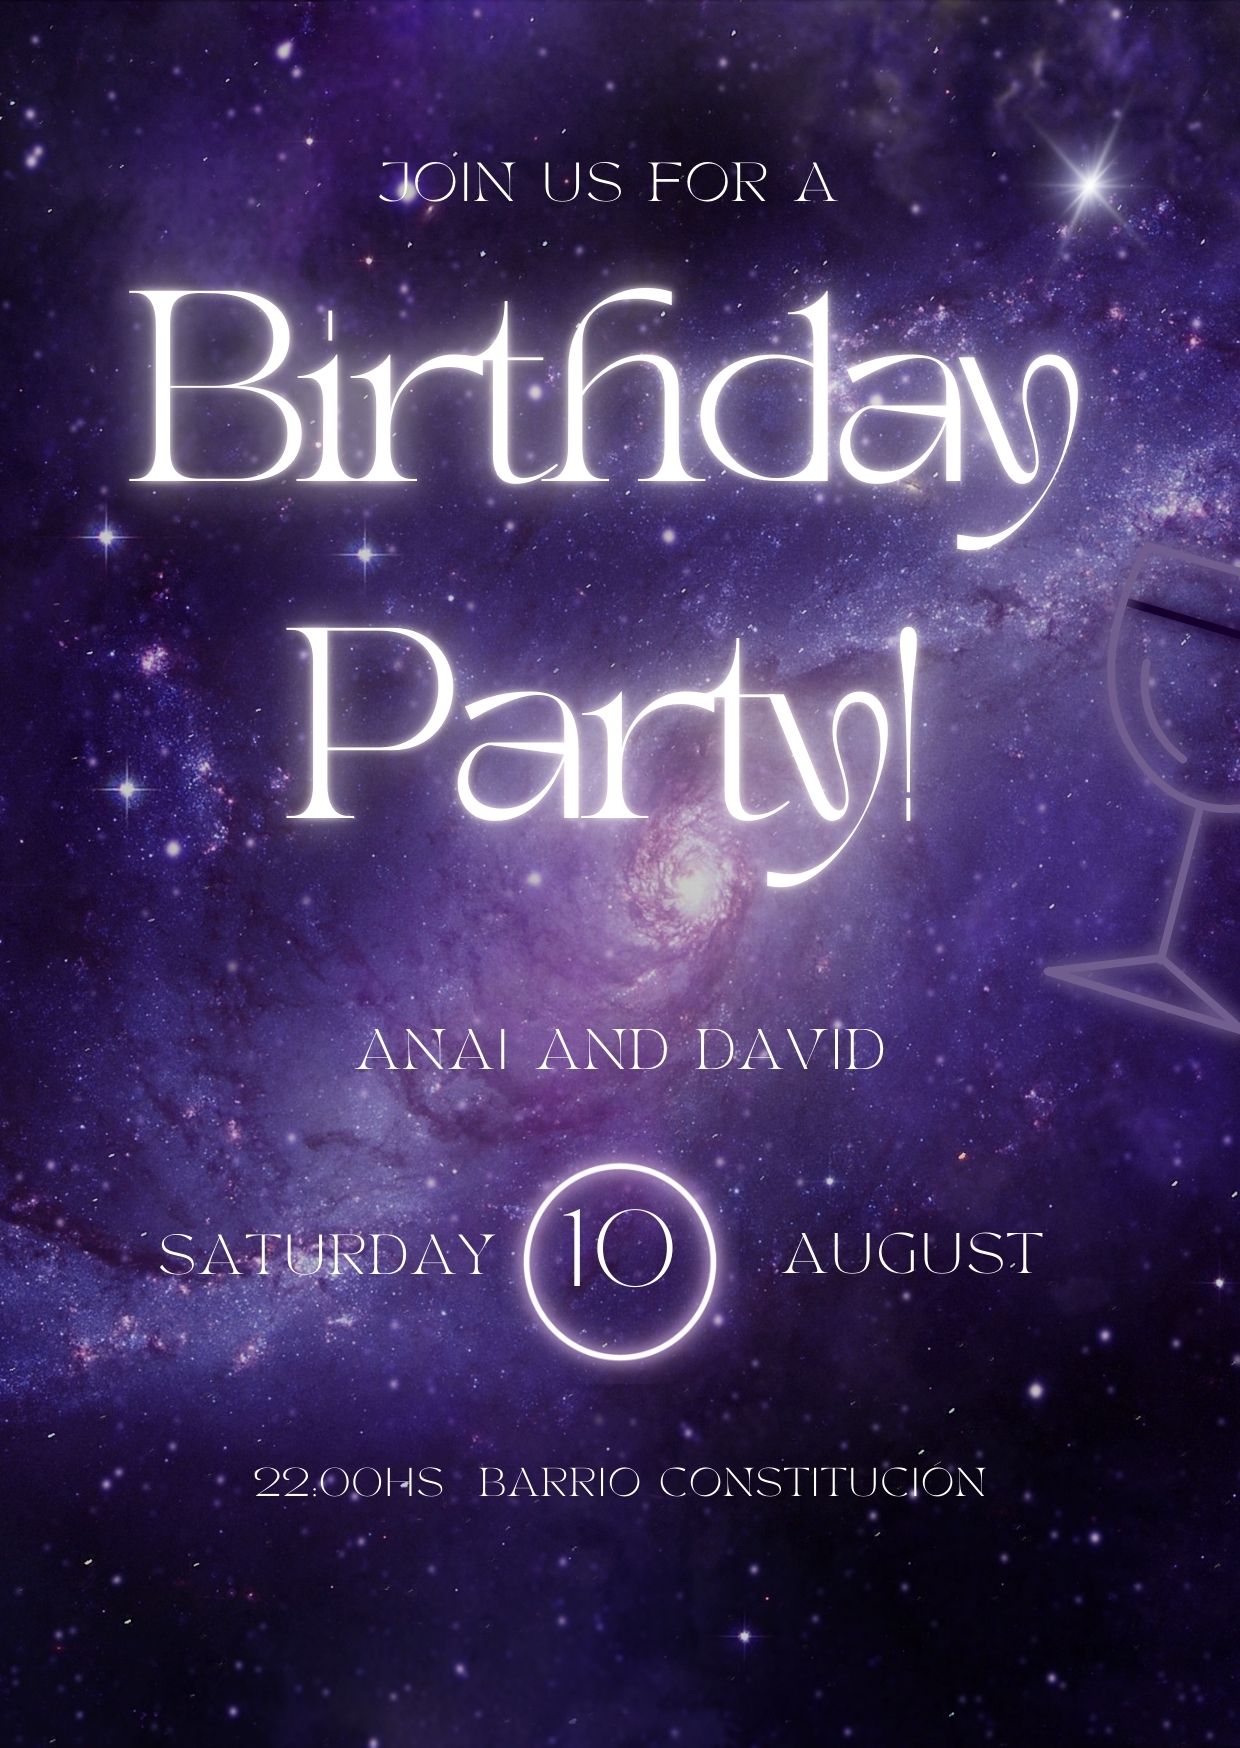 JOIN US FOR A
Birthday
Party!
ANAI AND DAVID
SATURDAY 10 AUGUST
22:00HS BARRIO CONSTITUCIÓN